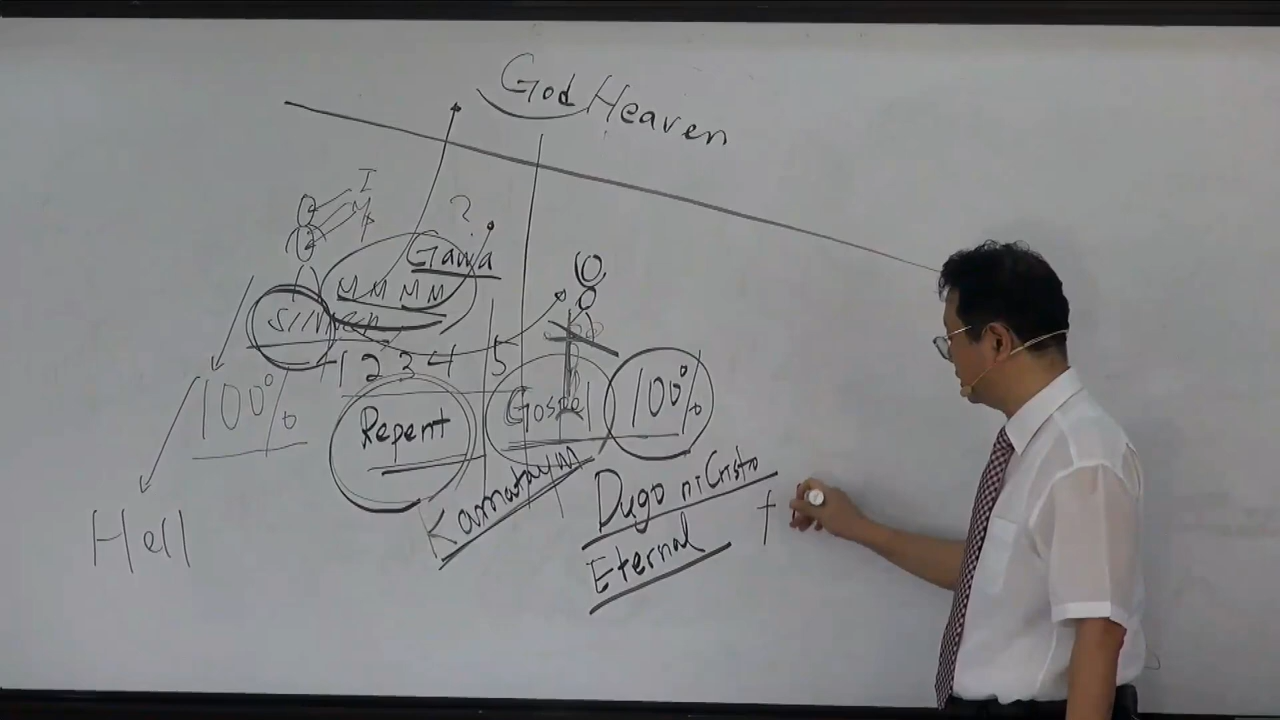 God Heaven
I
M
?
Gawa
M M M M
Sinner
1 2 3 4 5
100%
Repent
Gospel
100%
Kamatayan
Dugo ni Cristo
Eternal
Hell